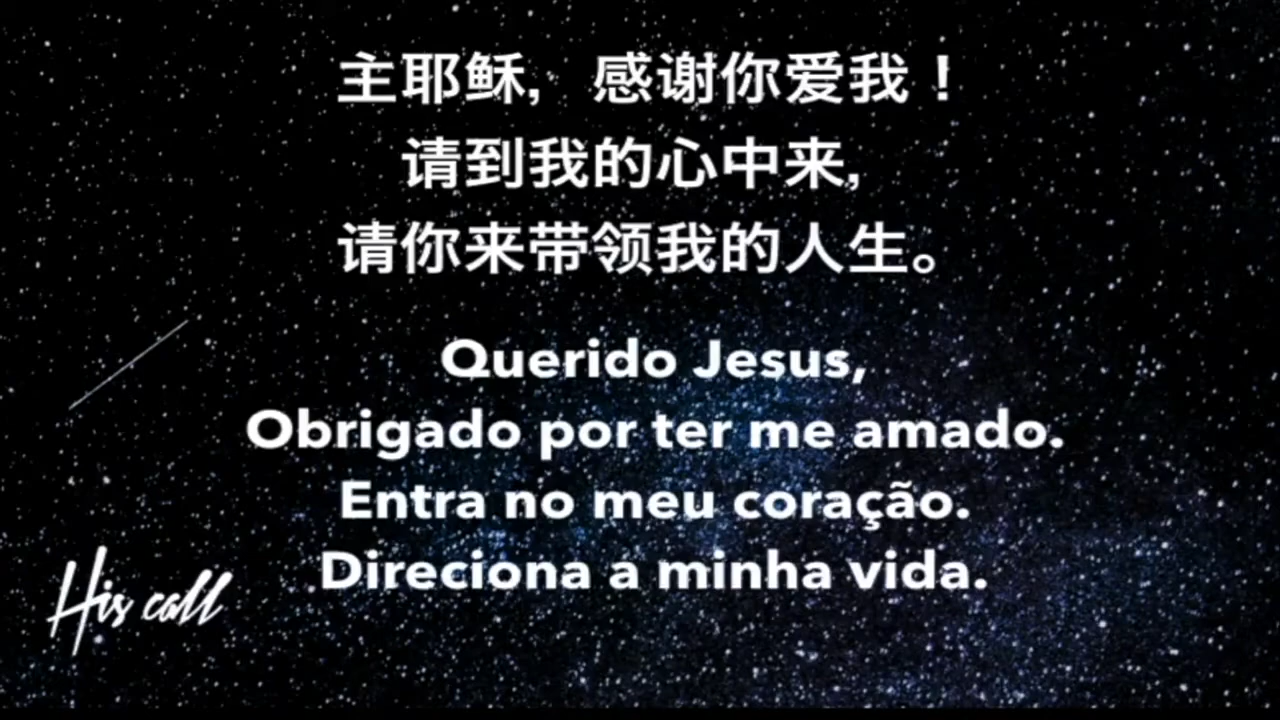 主耶稣，感谢你爱我！
请到我的心中来，
请你来带领我的人生。
Querido Jesus,
Obrigado por ter me amado.
Entra no meu coração.
Direciona a minha vida.
His call